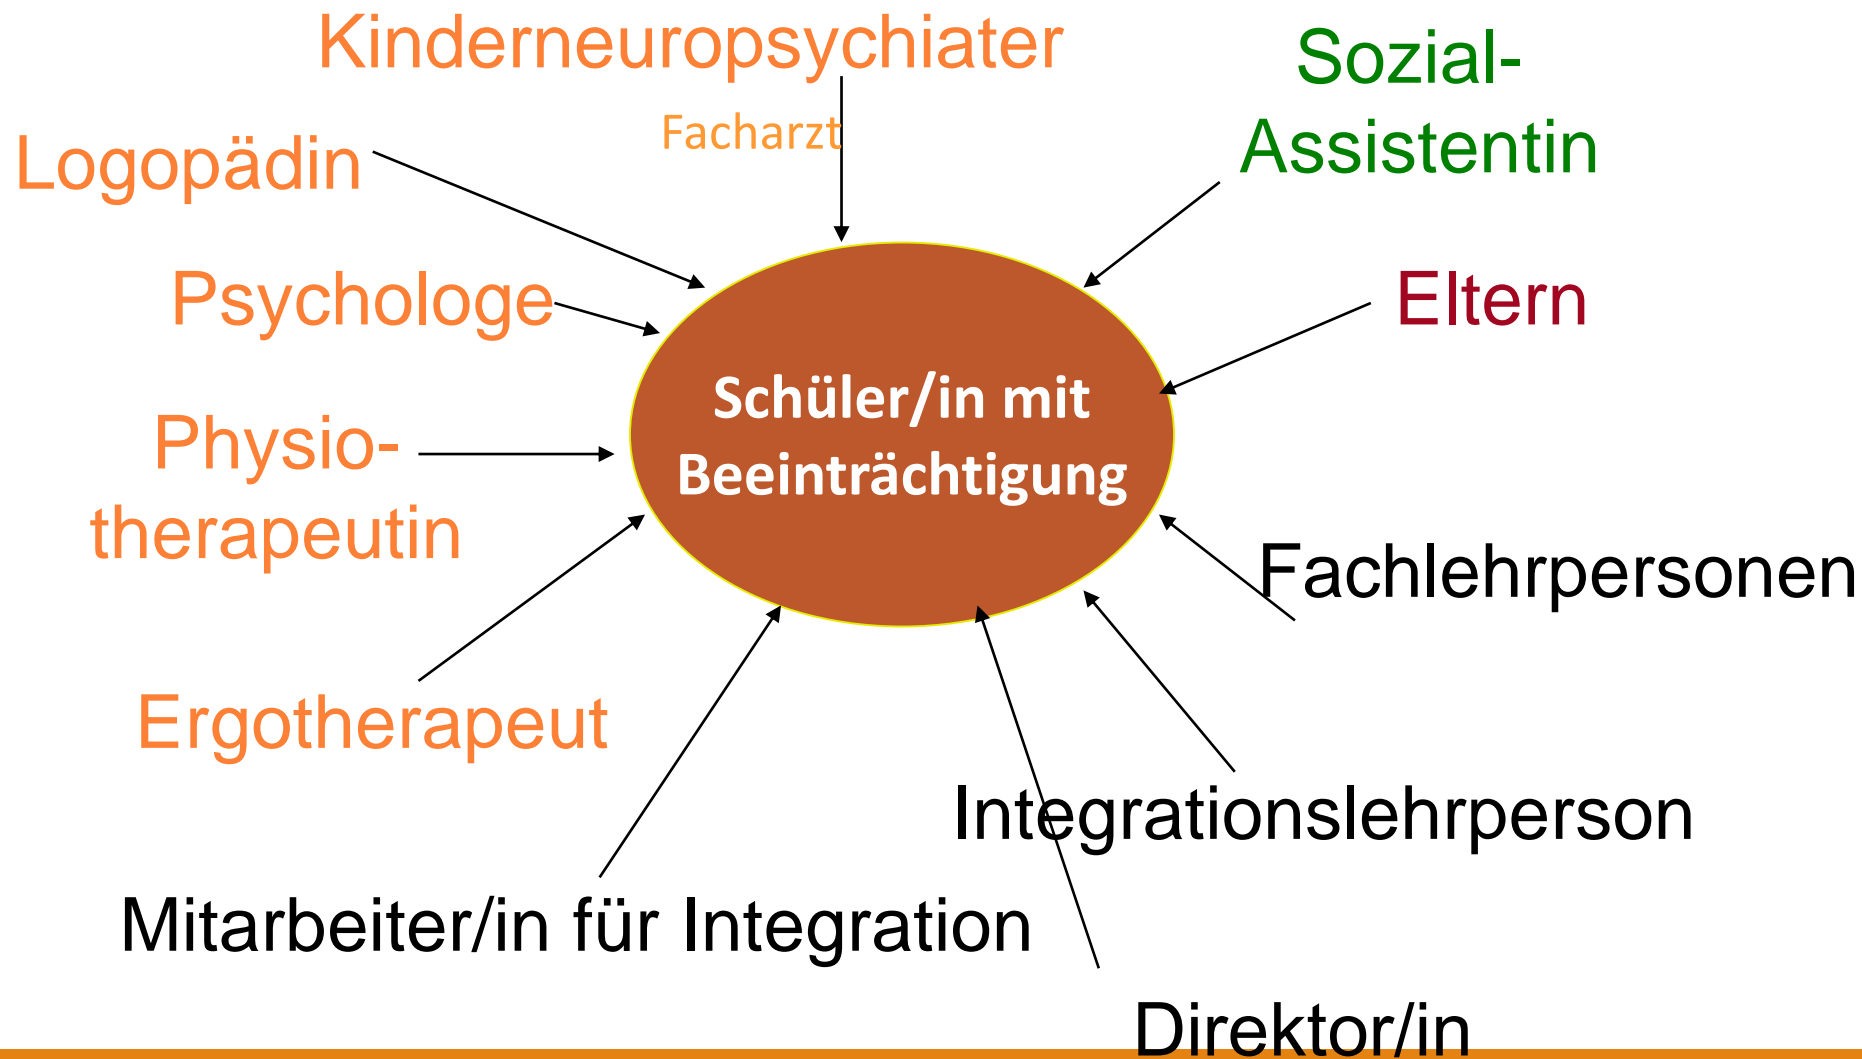 Kinderneuropsychiater
Facharzt
Sozial-
Assistentin
Logopädin
Psychologe
Eltern
Schüler/in mit
Beeinträchtigung
Physio-
therapeutin
Fachlehrpersonen
Ergotherapeut
Integrationslehrperson
Mitarbeiter/in für Integration
Direktor/in